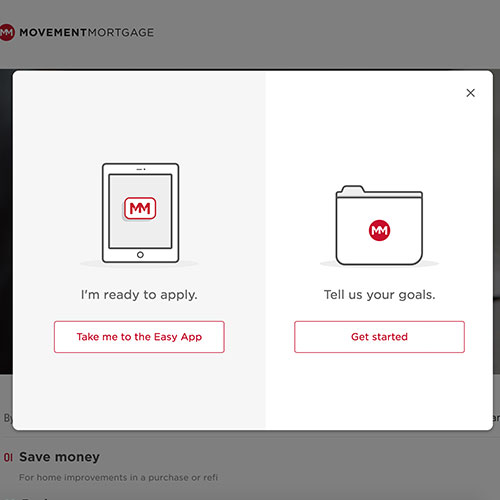 MM MOVEMENTMORTGAGE
MM
I'm ready to apply.
Take me to the Easy App
MM
Tell us your goals.
Get started
By
ar
01 Save money
For home improvements in a purchase or refi